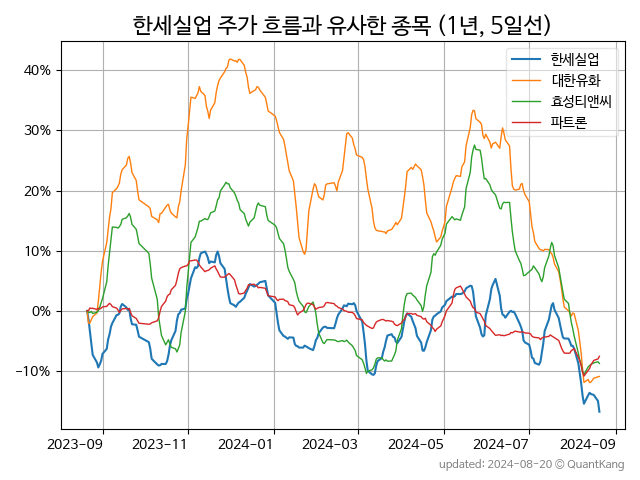 한세실업 주가 흐름과 유사한 종목 (1년, 5일선)
한세실업
대한유화
효성티앤씨
파트론
40%
30%
20%
10%
0%
−10%
2023-09
2023-11
2024-01
2024-03
2024-05
2024-07
2024-09
updated: 2024-08-20 © QuantKang